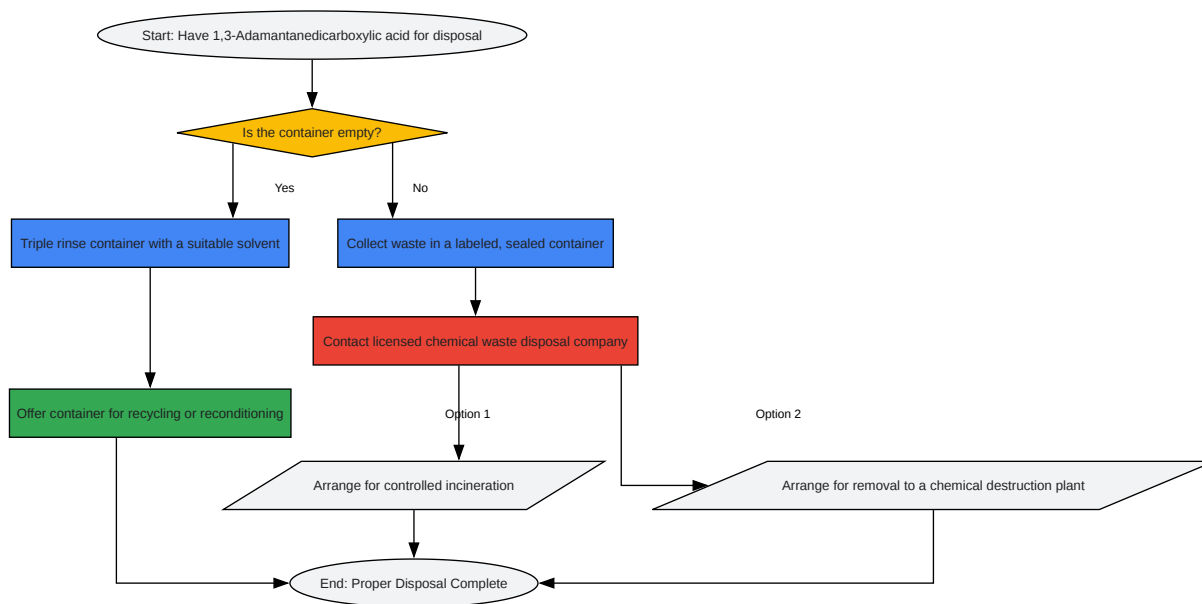 Start: Have 1,3-Adamantanedicarboxylic acid for disposal
Is the container empty?
Yes
No
Triple rinse container with a suitable solvent
Collect waste in a labeled, sealed container
Contact licensed chemical waste disposal company
Offer container for recycling or reconditioning
Option 1
Option 2
Arrange for controlled incineration
Arrange for removal to a chemical destruction plant
End: Proper Disposal Complete